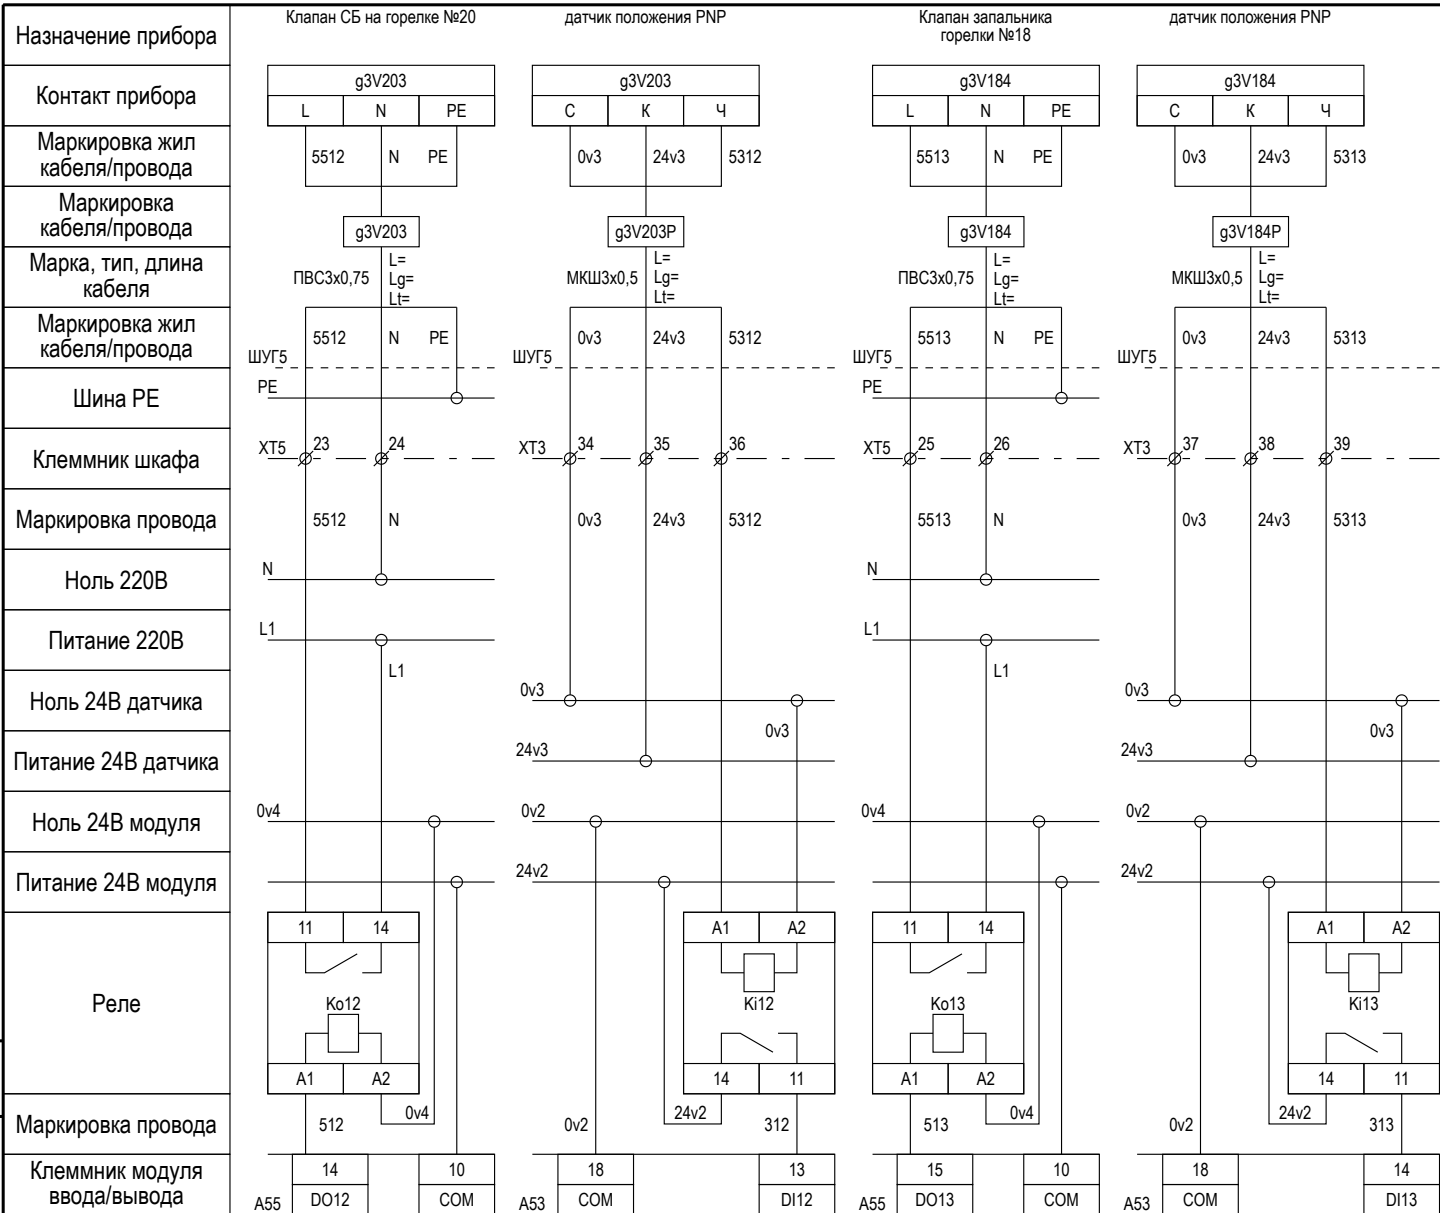 Назначение прибора
Клапан СБ на горелке №20
датчик положения PNP
Клапан запальника
горелки №18
датчик положения PNP
Контакт прибора
g3V203
g3V203
g3V184
g3V184
L N PE
С К Ч
L N PE
С К Ч
Маркировка жил
кабеля/провода
5512 N PE
0v3 24v3 5312
5513 N PE
0v3 24v3 5313
Маркировка
кабеля/провода
g3V203
g3V203P
g3V184
g3V184P
Марка, тип, длина
кабеля
ПВС3х0,75
L=
Lg=
Lt=
МКШ3х0,5
L=
Lg=
Lt=
ПВС3х0,75
L=
Lg=
Lt=
МКШ3х0,5
L=
Lg=
Lt=
Маркировка жил
кабеля/провода
5512 N PE
0v3 24v3 5312
5513 N PE
0v3 24v3 5313
ШУГ5
ШУГ5
ШУГ5
ШУГ5
Шина PE
PE
PE
Клеммник шкафа
XT5 23 24
XT3 34 35 36
XT5 25 26
XT3 37 38 39
Маркировка провода
5512 N
0v3 24v3 5312
5513 N
0v3 24v3 5313
Ноль 220В
N
N
Питание 220В
L1
L1
L1
L1
Ноль 24В датчика
0v3
0v3
0v3
0v3
Питание 24В датчика
24v3
24v3
Ноль 24В модуля
0v4
0v2
0v4
0v2
Питание 24В модуля
24v2
24v2
Реле
11 14
A1 A2
11 14
A1 A2
Ko12
Ki12
Ko13
Ki13
A1 A2
14 11
A1 A2
14 11
Маркировка провода
512 0v4
0v2 24v2 312
513 0v4
0v2 24v2 313
Клеммник модуля
ввода/вывода
14 10
18 13
15 10
18 14
A55 DO12 COM
A53 COM DI12
A55 DO13 COM
A53 COM DI13